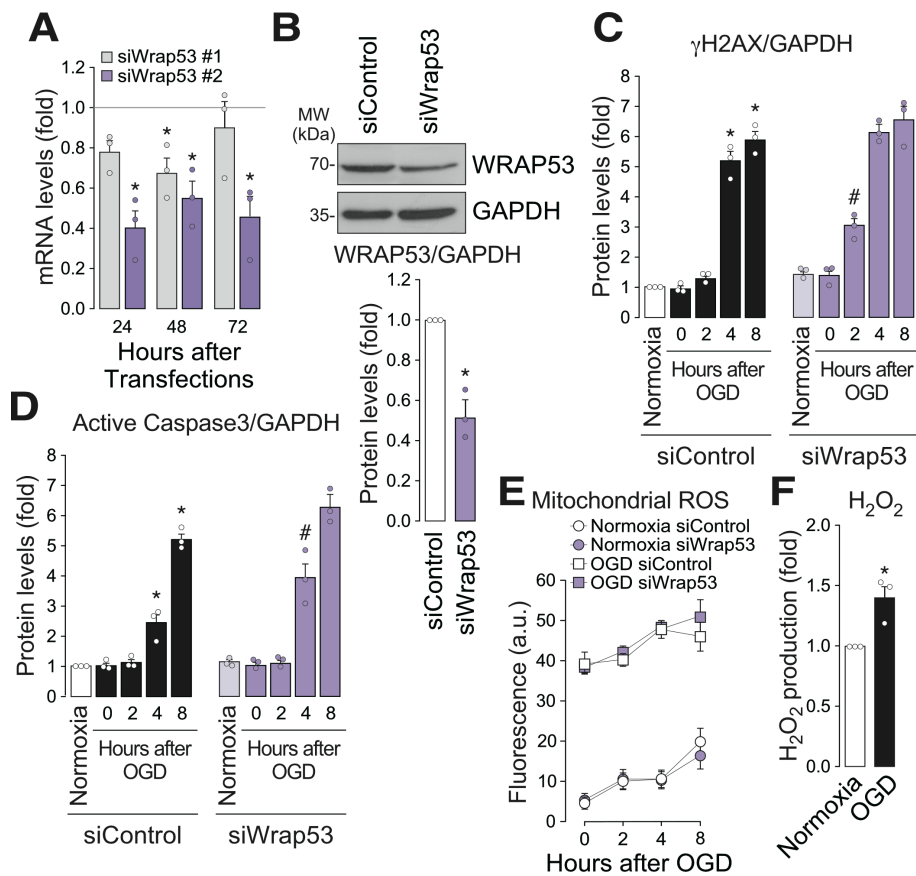 A
siWrap53 #1
siWrap53 #2
mRNA levels (fold)
1.2
1.0
0.8
0.6
0.4
0.2
0.0
*
*
*
*
24 48 72
Hours after
Transfections
B
siControl
siWrap53
MW
(kDa)
70-
WRAP53
35-
GAPDH
WRAP53/GAPDH
Protein levels (fold)
1.2
1.0
0.8
0.6
0.4
0.2
0.0
*
siControl
siWrap53
C
γH2AX/GAPDH
Protein levels (fold)
8
7
6
5
4
3
2
1
0
* *
#
Normoxia
0 2 4 8
Hours after
OGD
siControl
Normoxia
0 2 4 8
Hours after
OGD
siWrap53
D
Active Caspase3/GAPDH
Protein levels (fold)
8
7
6
5
4
3
2
1
0
* *
#
Normoxia
0 2 4 8
Hours after
OGD
siControl
Normoxia
0 2 4 8
Hours after
OGD
siWrap53
E
Mitochondrial ROS
Normoxia siControl
Normoxia siWrap53
OGD siControl
OGD siWrap53
Fluorescence (a.u.)
60
50
40
30
20
10
0
0 2 4 8
Hours after OGD
F
H2O2
H2O2 production (fold)
2.0
1.5
1.0
0.5
0.0
*
Normoxia
OGD